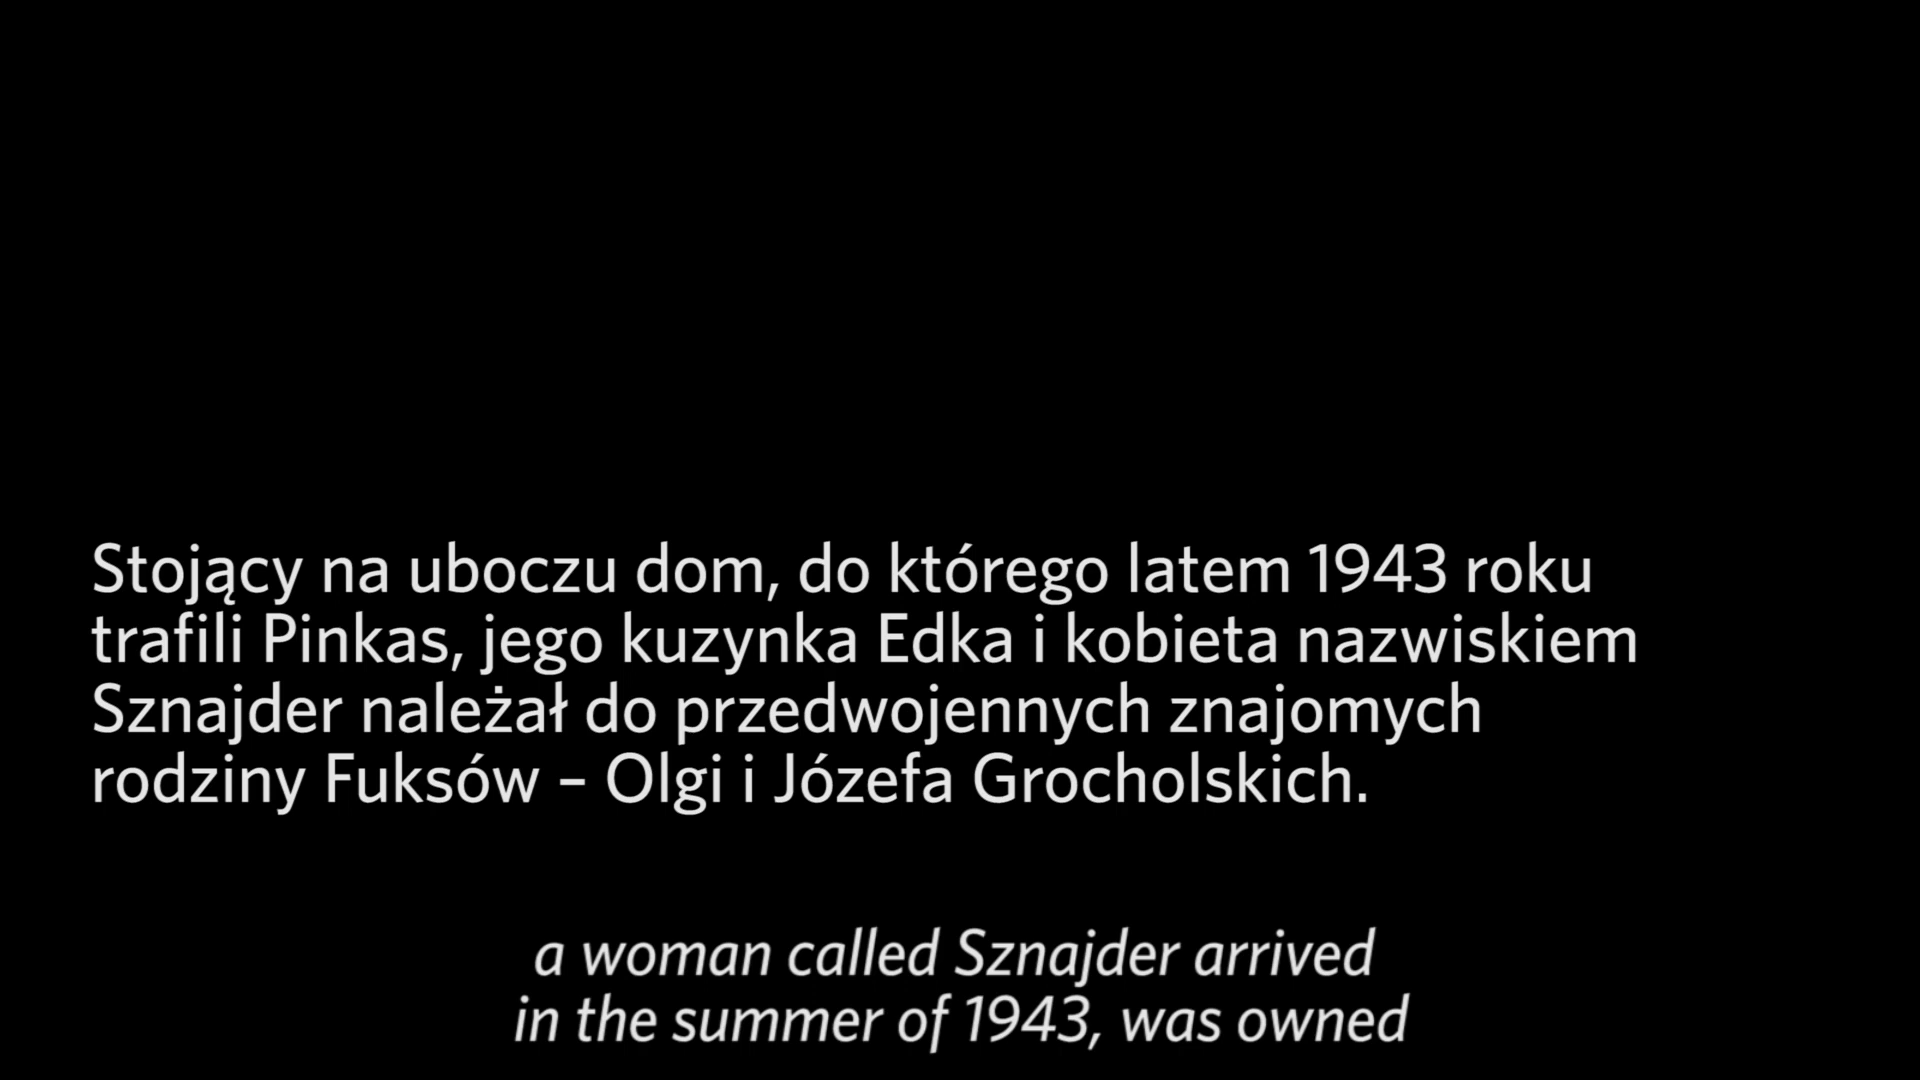 Stojący na uboczu dom, do którego latem 1943 roku
trafili Pinkas, jego kuzynka Edka i kobieta nazwiskiem
Sznajder należał do przedwojennych znajomych
rodziny Fuksów – Olgi i Józefa Grocholskich.
a woman called Sznajder arrived
in the summer of 1943, was owned